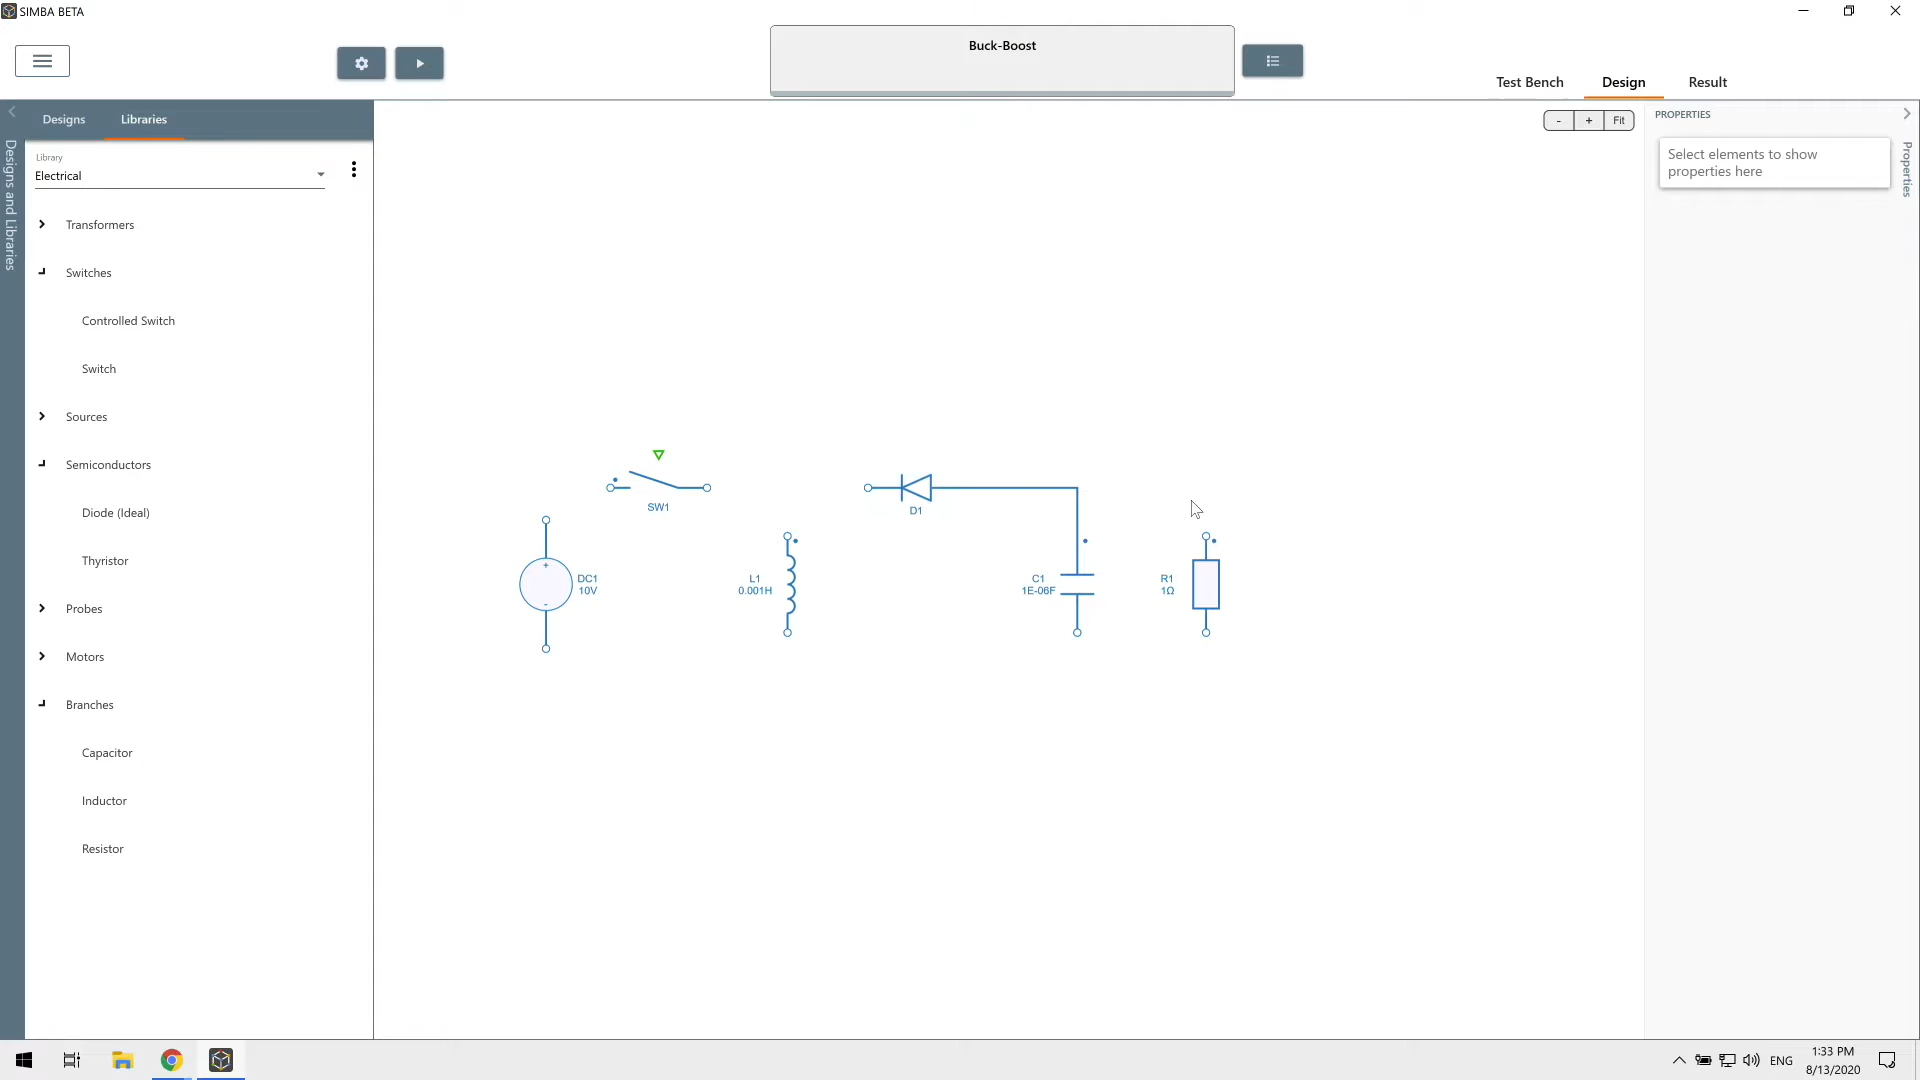 SIMBA BETA
Buck-Boost
Test Bench
Design
Result
Designs
Libraries
- + Fit
PROPERTIES
Select elements to show
properties here
Properties
Designs and Libraries
Library
Electrical
Transformers
Switches
Controlled Switch
Switch
Sources
Semiconductors
Diode (Ideal)
Thyristor
Probes
Motors
Branches
Capacitor
Inductor
Resistor
SW1
D1
+
-
DC1
10V
L1
0.001H
C1
1E-06F
R1
1Ω
ENG
1:33 PM
8/13/2020